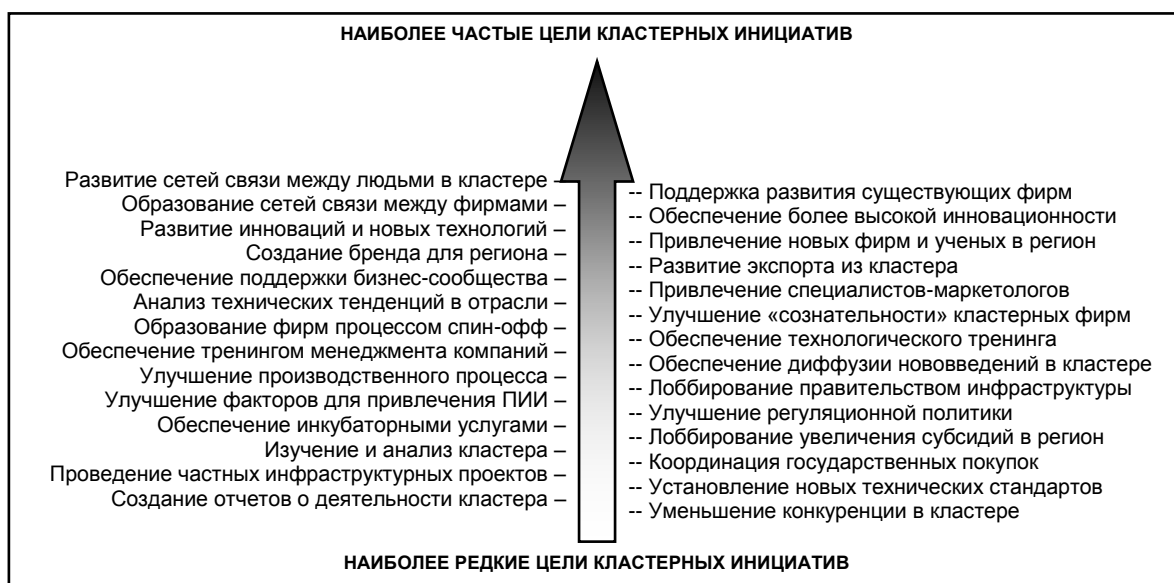 НАИБОЛЕЕ ЧАСТЫЕ ЦЕЛИ КЛАСТЕРНЫХ ИНИЦИАТИВ
Развитие сетей связи между людьми в кластере –
Образование сетей связи между фирмами –
Развитие инноваций и новых технологий –
Создание бренда для региона –
Обеспечение поддержки бизнес-сообщества –
Анализ технических тенденций в отрасли –
Образование фирм процессом спин-офф –
Обеспечение тренингом менеджмента компаний –
Улучшение производственного процесса –
Улучшение факторов для привлечения ПИИ –
Обеспечение инкубаторными услугами –
Изучение и анализ кластера –
Проведение частных инфраструктурных проектов –
Создание отчетов о деятельности кластера –
-- Поддержка развития существующих фирм
-- Обеспечение более высокой инновационности
-- Привлечение новых фирм и ученых в регион
-- Развитие экспорта из кластера
-- Привлечение специалистов-маркетологов
-- Улучшение «сознательности» кластерных фирм
-- Обеспечение технологического тренинга
-- Обеспечение диффузии нововведений в кластере
-- Лоббирование правительством инфраструктуры
-- Улучшение регуляционной политики
-- Лоббирование увеличения субсидий в регион
-- Координация государственных покупок
-- Установление новых технических стандартов
-- Уменьшение конкуренции в кластере
НАИБОЛЕЕ РЕДКИЕ ЦЕЛИ КЛАСТЕРНЫХ ИНИЦИАТИВ